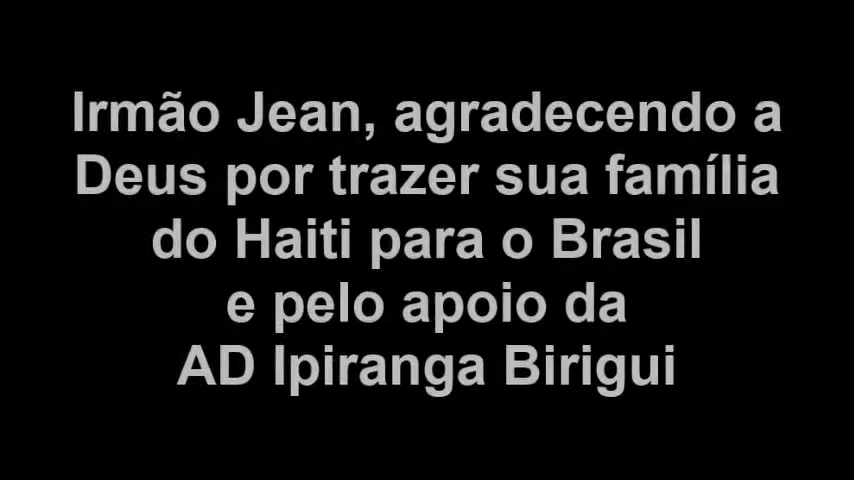 Irmão Jean, agradecendo a
Deus por trazer sua família
do Haiti para o Brasil
e pelo apoio da
AD Ipiranga Birigui